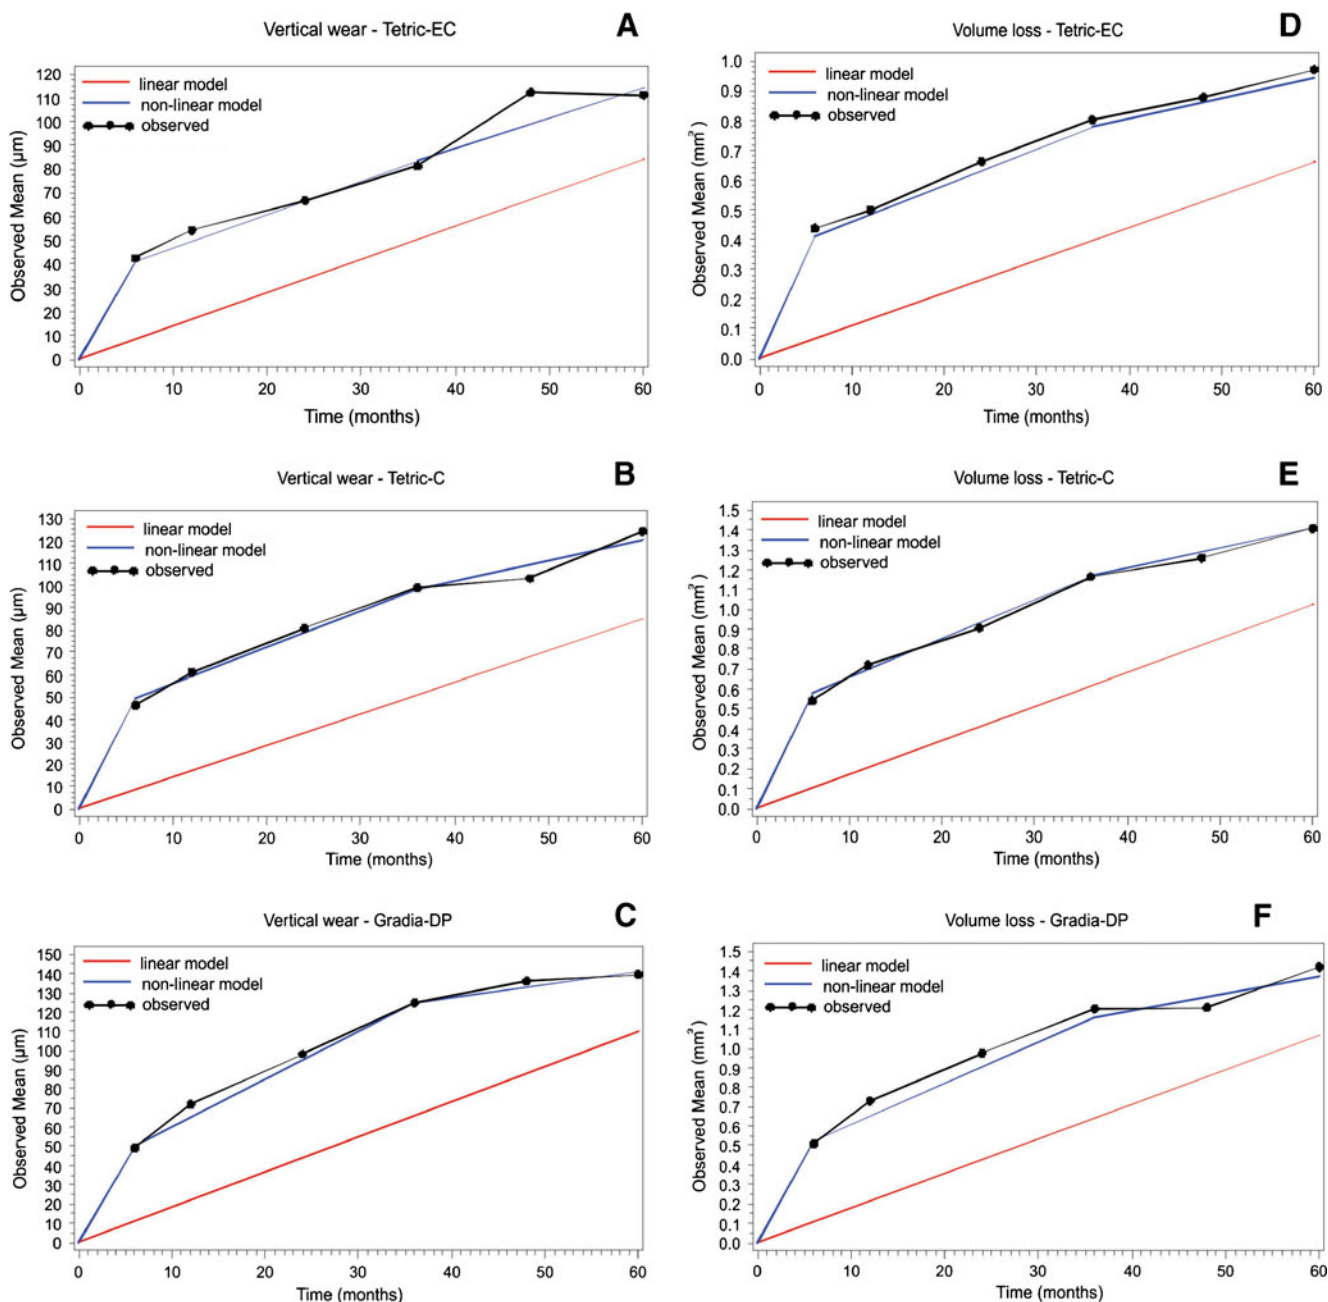 Vertical wear - Tetric-EC
A
120
110
100
90
80
70
60
50
40
30
20
10
0
Observed Mean (µm)
linear model
non-linear model
observed
0 10 20 30 40 50 60
Time (months)
Volume loss - Tetric-EC
D
1.0
0.9
0.8
0.7
0.6
0.5
0.4
0.3
0.2
0.1
0.0
Observed Mean (mm³)
linear model
non-linear model
observed
0 10 20 30 40 50 60
Time (months)
Vertical wear - Tetric-C
B
130
120
110
100
90
80
70
60
50
40
30
20
10
0
Observed Mean (µm)
linear model
non-linear model
observed
0 10 20 30 40 50 60
Time (months)
Volume loss - Tetric-C
E
1.5
1.4
1.3
1.2
1.1
1.0
0.9
0.8
0.7
0.6
0.5
0.4
0.3
0.2
0.1
0.0
Observed Mean (mm³)
linear model
non-linear model
observed
0 10 20 30 40 50 60
Time (months)
Vertical wear - Gradia-DP
C
150
140
130
120
110
100
90
80
70
60
50
40
30
20
10
0
Observed Mean (µm)
linear model
non-linear model
observed
0 10 20 30 40 50 60
Time (months)
Volume loss - Gradia-DP
F
1.5
1.4
1.3
1.2
1.1
1.0
0.9
0.8
0.7
0.6
0.5
0.4
0.3
0.2
0.1
0.0
Observed Mean (mm³)
linear model
non-linear model
observed
0 10 20 30 40 50 60
Time (months)